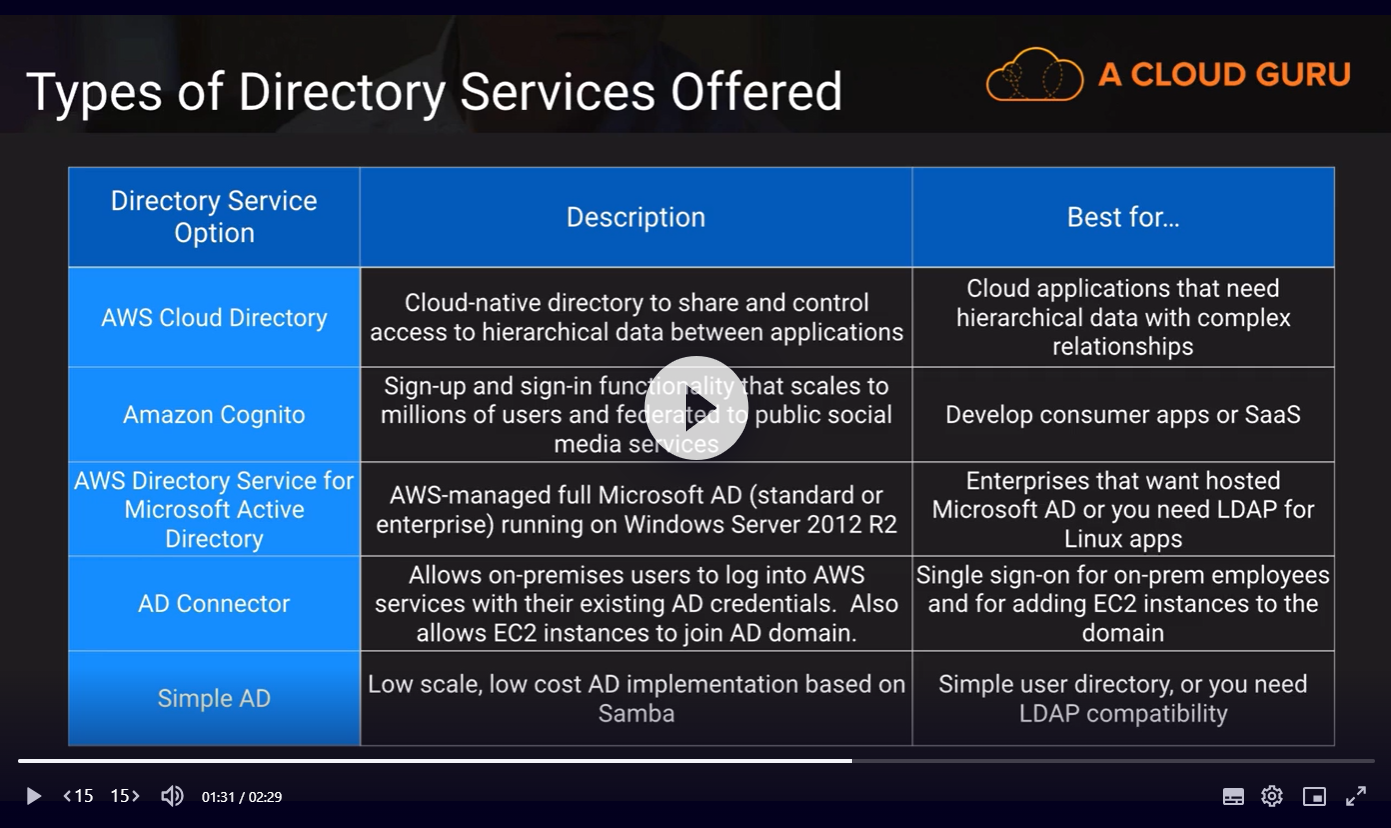 Types of Directory Services Offered
A CLOUD GURU
Directory Service
Option
Description
Best for...
AWS Cloud Directory
Cloud-native directory to share and control
access to hierarchical data between applications
Cloud applications that need
hierarchical data with complex
relationships
Amazon Cognito
Sign-up and sign-in functionality that scales to
millions of users and federated to public social
media services
Develop consumer apps or SaaS
AWS Directory Service for
Microsoft Active
Directory
AWS-managed full Microsoft AD (standard or
enterprise) running on Windows Server 2012 R2
Enterprises that want hosted
Microsoft AD or you need LDAP for
Linux apps
AD Connector
Allows on-premises users to log into AWS
services with their existing AD credentials.  Also
allows EC2 instances to join AD domain.
Single sign-on for on-prem employees
and for adding EC2 instances to the
domain
Simple AD
Low scale, low cost AD implementation based on
Samba
Simple user directory, or you need
LDAP compatibility
<15 15> 01:31 / 02:29